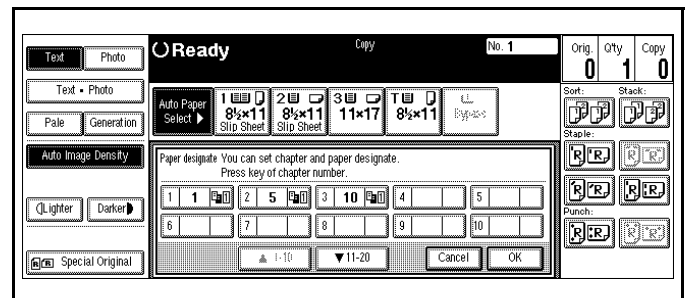 Text Photo
Text • Photo
Pale Generation
Auto Image Density
Lighter Darker
Special Original
Ready Copy No. 1
Orig. Q'ty Copy
0 1 0
Auto Paper Select ▶
1 8½×11 Slip Sheet
2 8½×11 Slip Sheet
3 11×17
T 8½×11
Bypass
Paper designate You can set chapter and paper designate.
Press key of chapter number.
1 1 1 2 5 1 3 10 1 4 5
6 7 8 9 10
▲ 1-10 ▼11-20 Cancel OK
Sort: Stack:
Staple:
Punch: